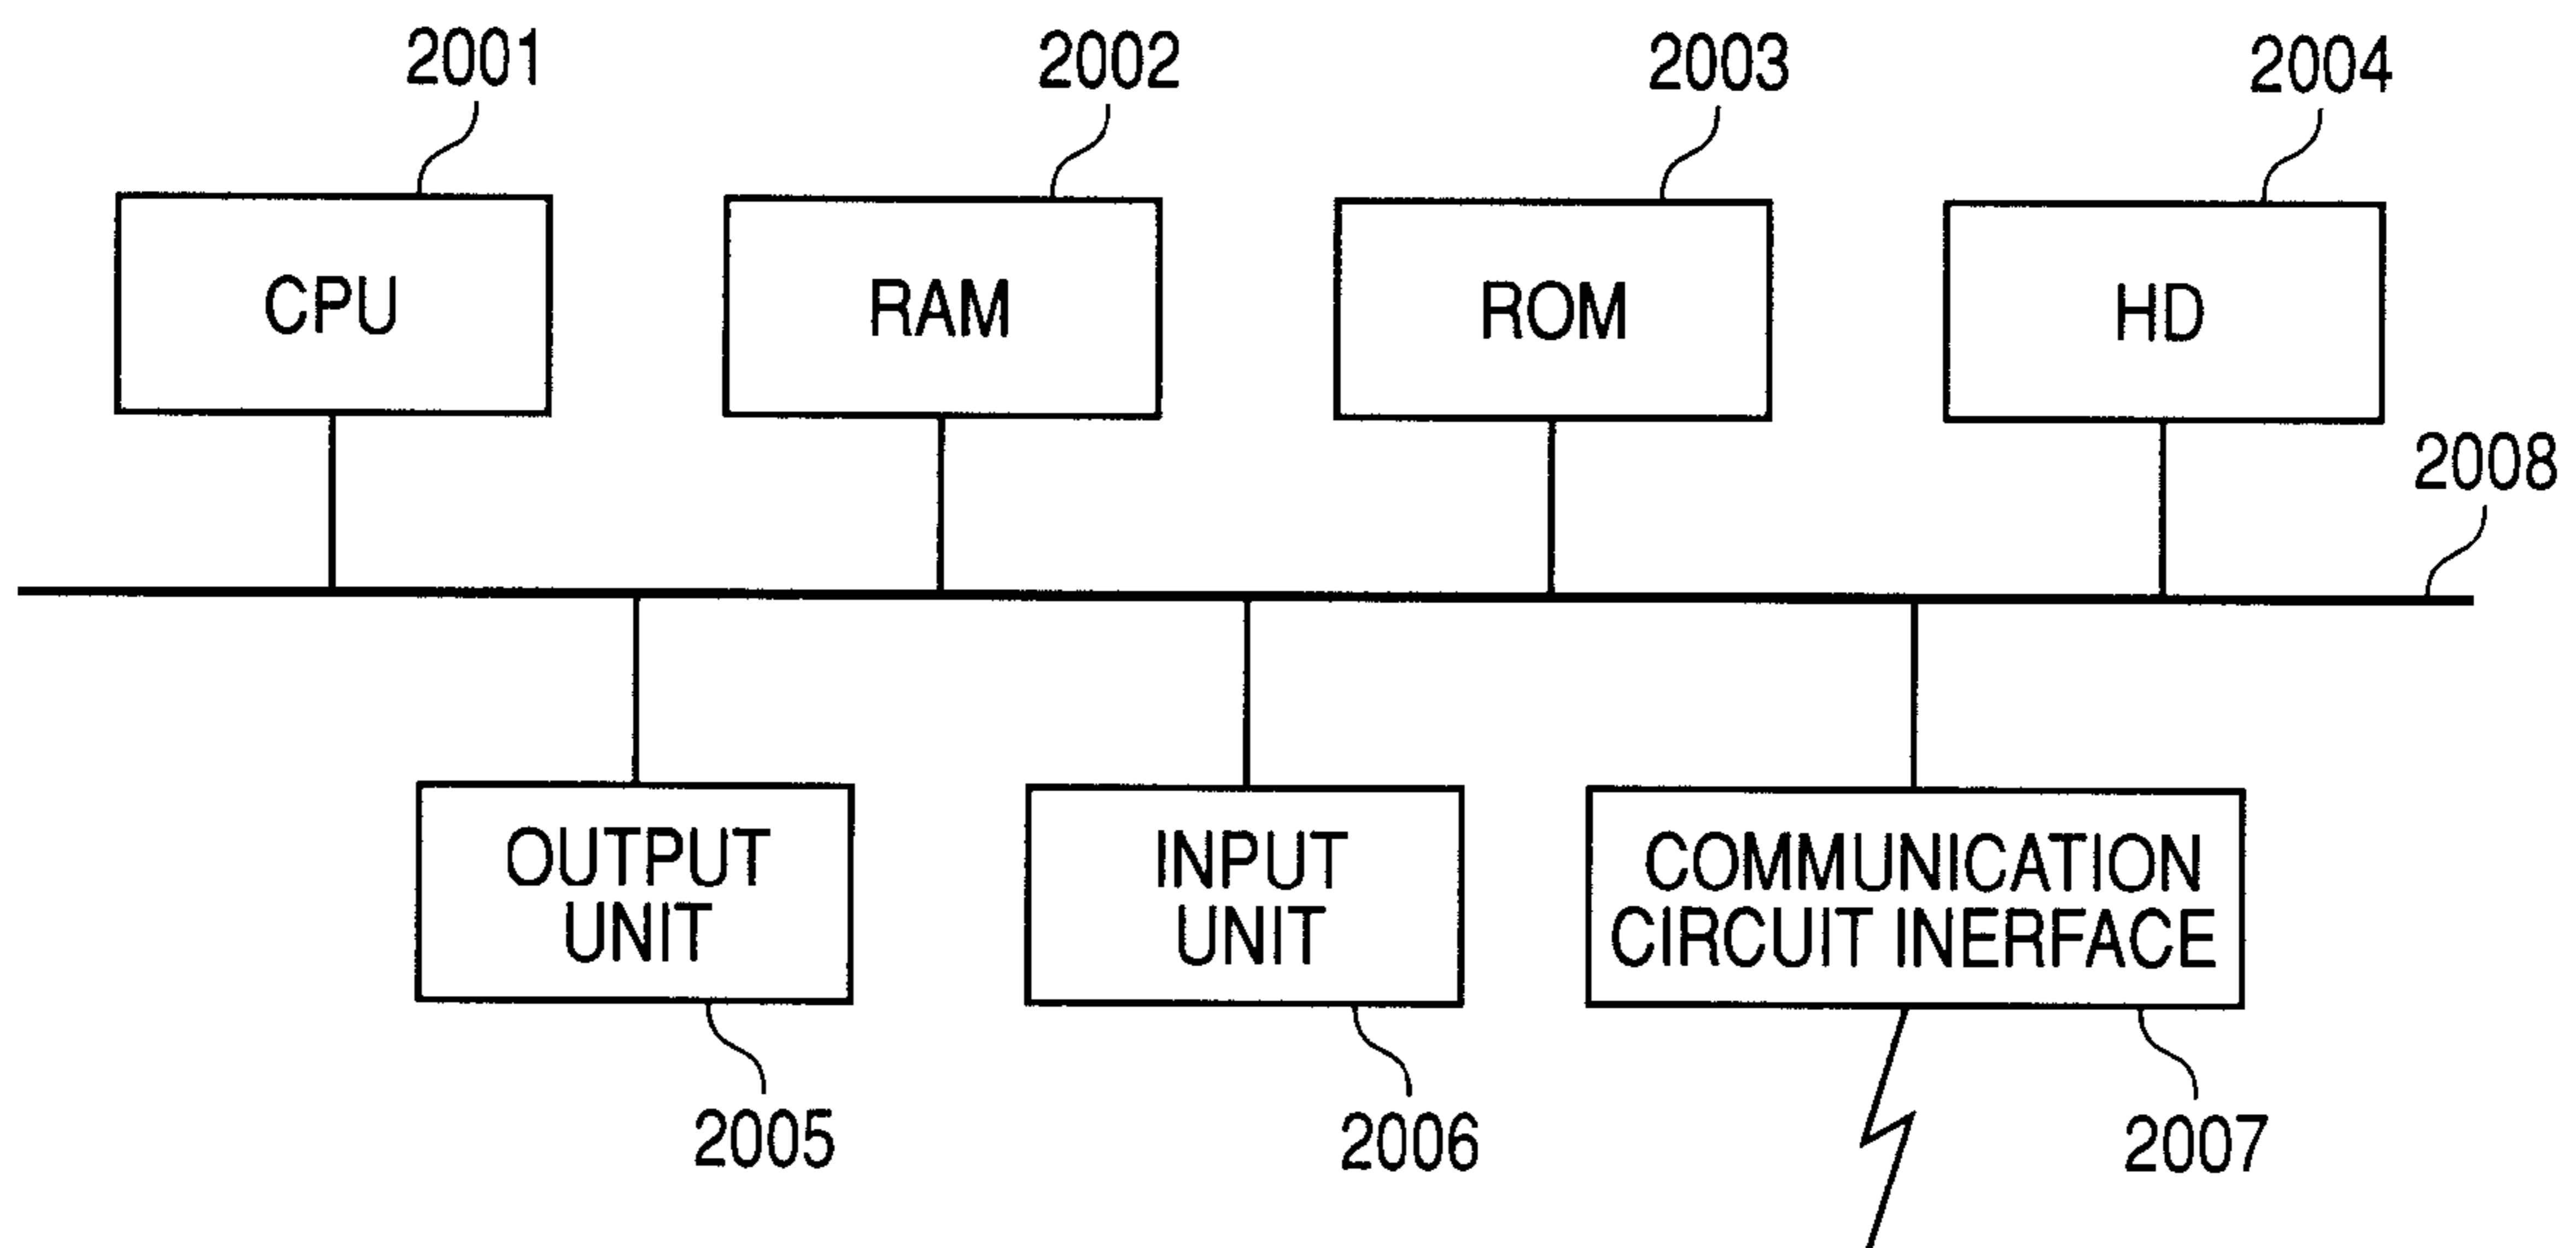 2001
2002
2003
2004
CPU
RAM
ROM
HD
2008
OUTPUT
UNIT
INPUT
UNIT
COMMUNICATION
CIRCUIT INERFACE
2005
2006
2007